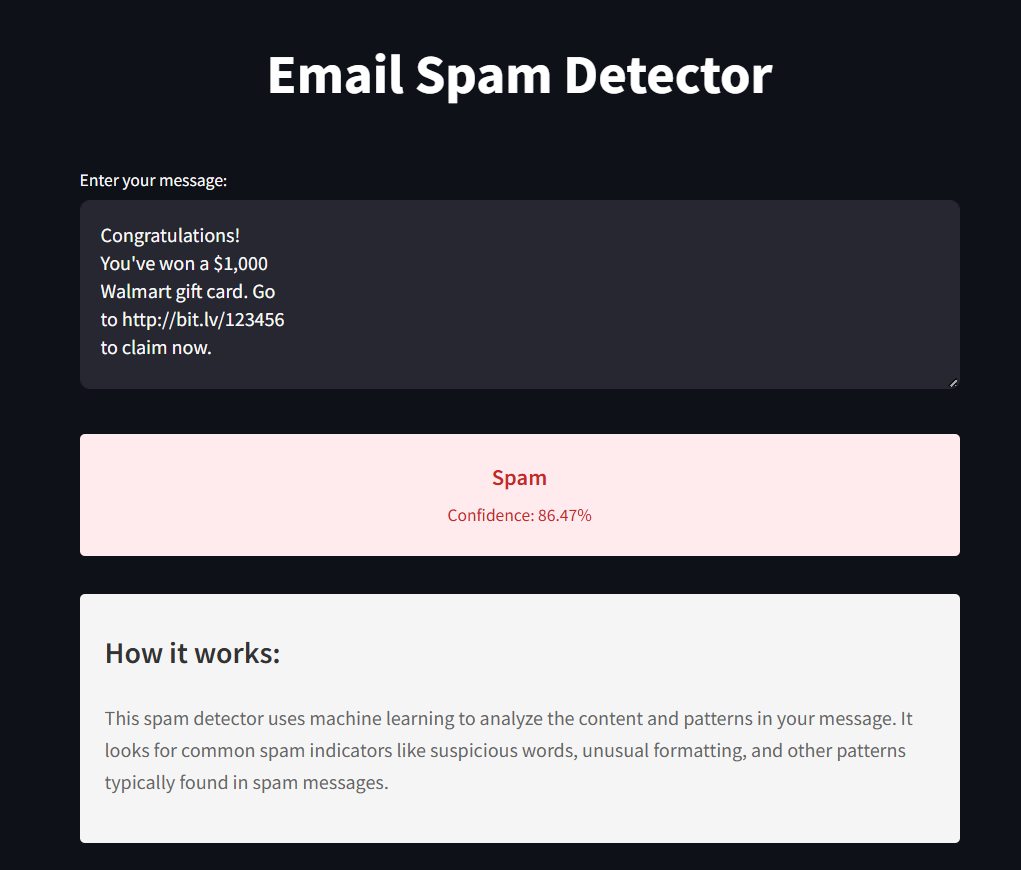 Email Spam Detector
Enter your message:
Congratulations!
You've won a $1,000
Walmart gift card. Go
to http://bit.lv/123456
to claim now.
Spam
Confidence: 86.47%
How it works:
This spam detector uses machine learning to analyze the content and patterns in your message. It
looks for common spam indicators like suspicious words, unusual formatting, and other patterns
typically found in spam messages.